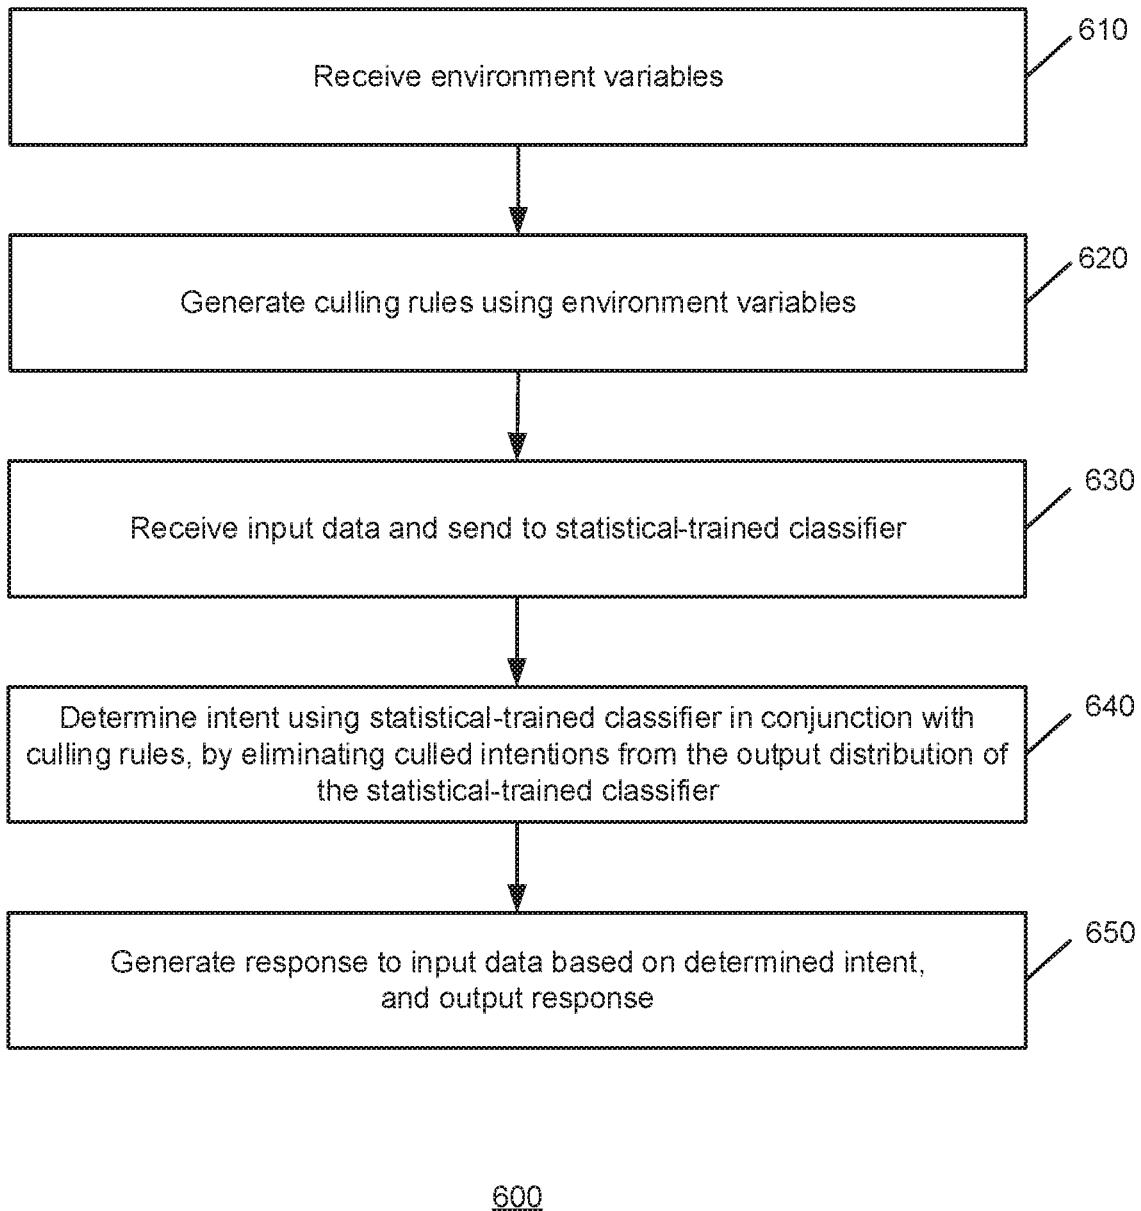 Receive environment variables
610
Generate culling rules using environment variables
620
Receive input data and send to statistical-trained classifier
630
Determine intent using statistical-trained classifier in conjunction with
culling rules, by eliminating culled intentions from the output distribution of
the statistical-trained classifier
640
Generate response to input data based on determined intent,
and output response
650
600